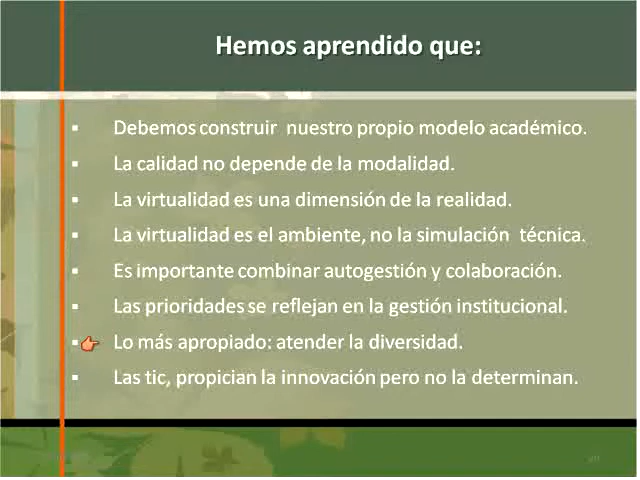 Hemos aprendido que:
Debemos construir nuestro propio modelo académico.
La calidad no depende de la modalidad.
La virtualidad es una dimensión de la realidad.
La virtualidad es el ambiente, no la simulación técnica.
Es importante combinar autogestión y colaboración.
Las prioridades se reflejan en la gestión institucional.
Lo más apropiado: atender la diversidad.
Las tic, propician la innovación pero no la determinan.